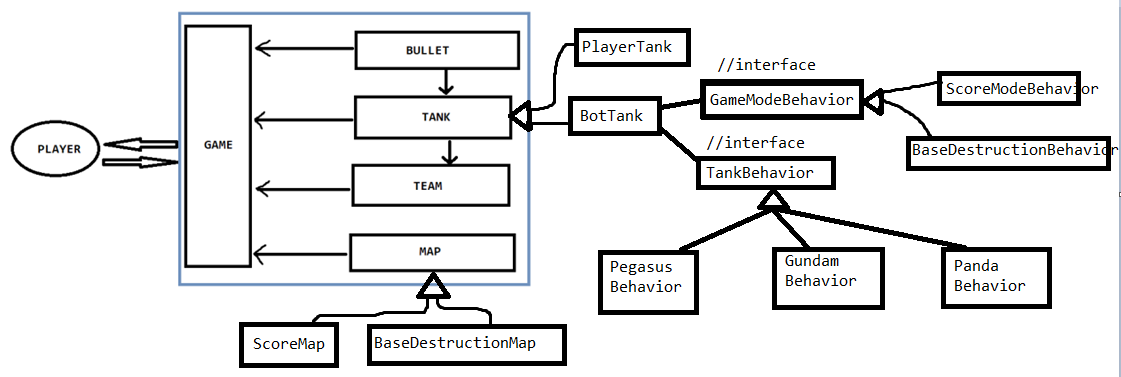 PlayerTank
BULLET
//interface
ScoreModeBehavior
GameModeBehavior
TANK
BotTank
GAME
PLAYER
//interface
BaseDestructionBehavior
TankBehavior
TEAM
MAP
Pegasus
Behavior
Gundam
Behavior
Panda
Behavior
ScoreMap
BaseDestructionMap